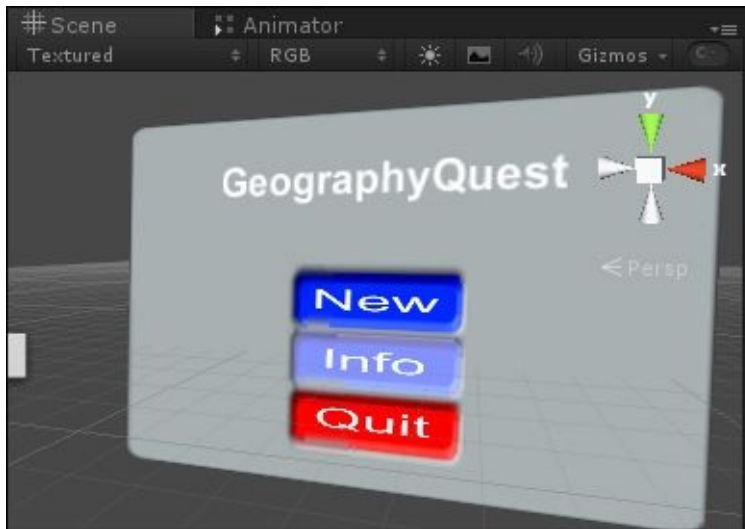 Scene Animator
Textured RGB Gizmos
y
GeographyQuest
x
Persp
New
Info
Quit